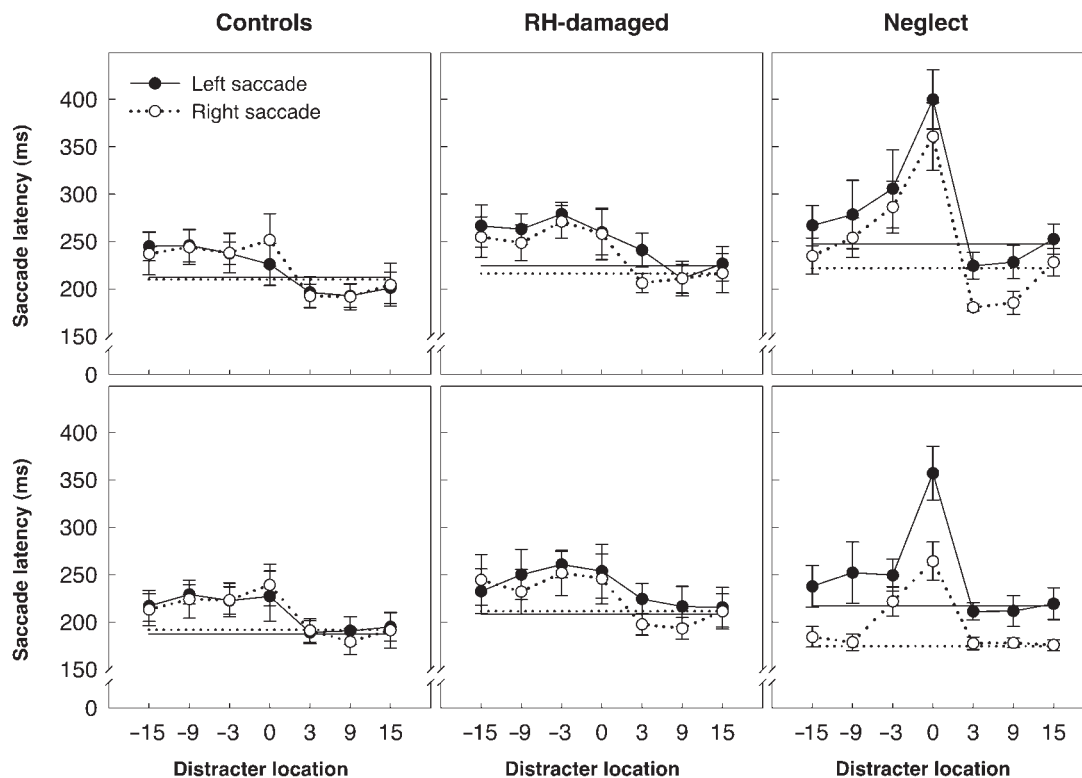 Controls
RH-damaged
Neglect
Left saccade
Right saccade
Saccade latency (ms)
400
350
300
250
200
150
0
Saccade latency (ms)
400
350
300
250
200
150
0
−15 −9 −3 0 3 9 15
−15 −9 −3 0 3 9 15
−15 −9 −3 0 3 9 15
Distracter location
Distracter location
Distracter location